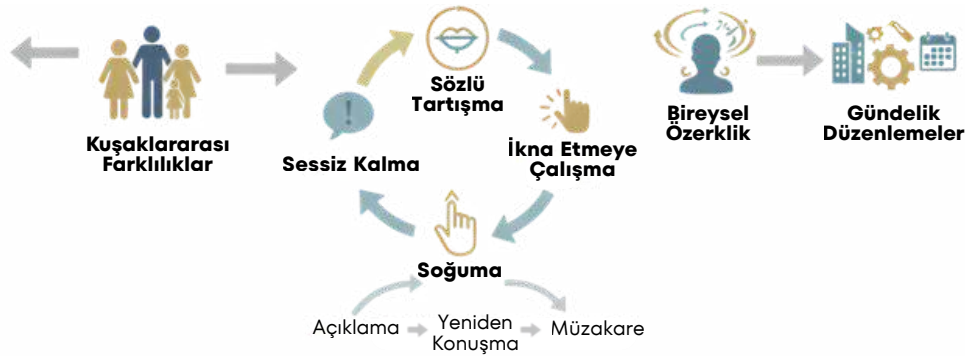 Kuşaklararası
Farklılıklar
Sözlü
Tartışma
Sessiz Kalma
İkna Etmeye
Çalışma
Soğuma
Açıklama
Yeniden
Konuşma
Müzakare
Bireysel
Özerklik
Gündelik
Düzenlemeler